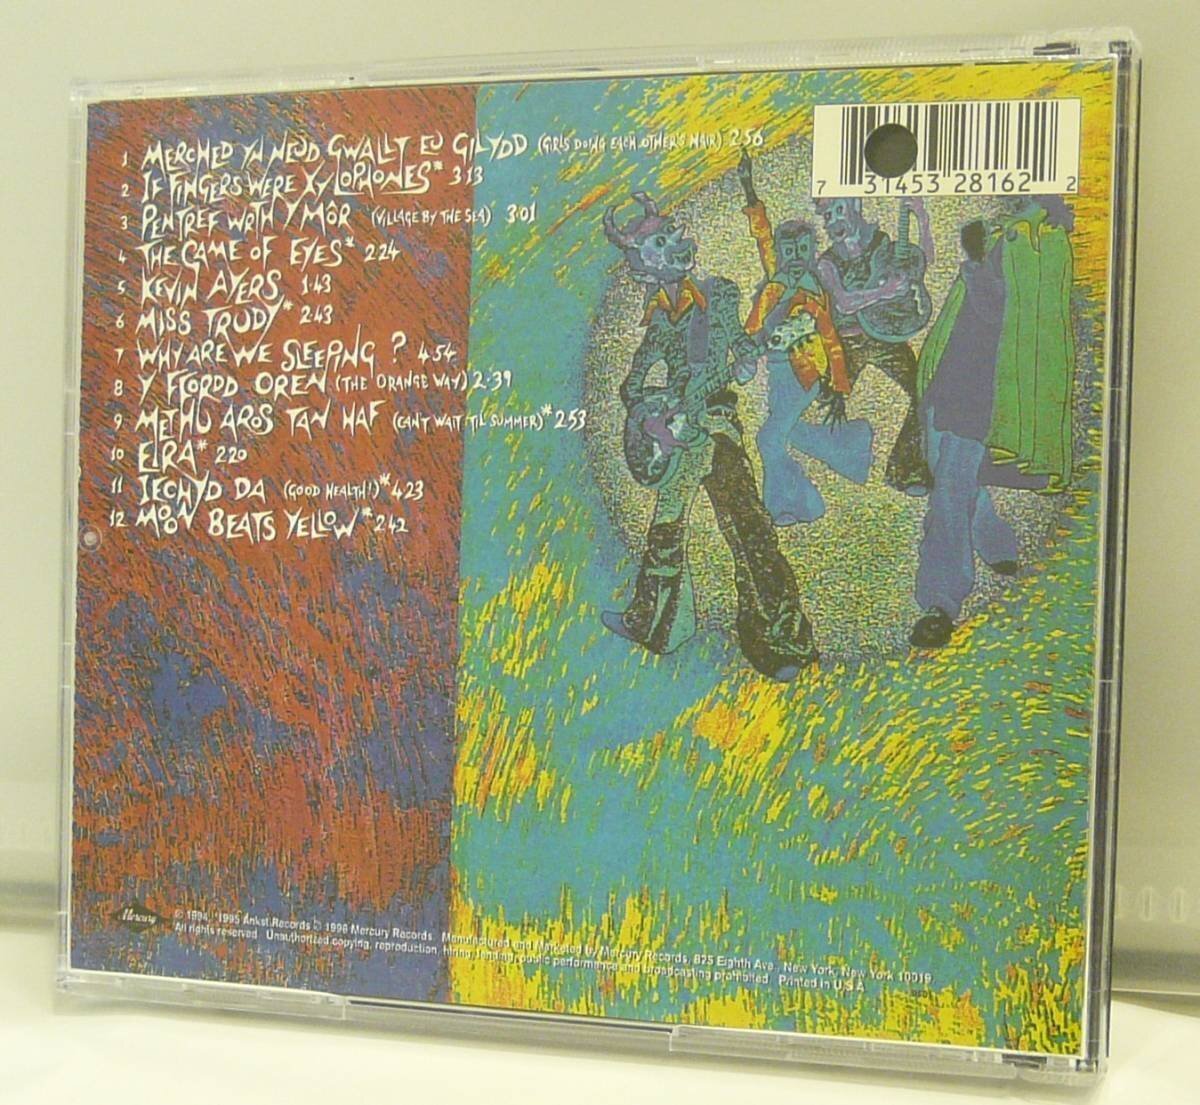 1 MERCHED YN NEUD GWALLT EU GILYDD (GIRLS DOING EACH OTHER'S HAIR) 2:56
2 IF FINGERS WERE XYLOPHONES* 3:13
3 PENTREF WRTH Y MÔR (VILLAGE BY THE SEA) 3:01
4 THE GAME OF EYES* 2:24
5 KEVIN AYERS 1:43
6 MISS TRUDY* 2:43
7 WHY ARE WE SLEEPING? 4:54
8 Y FFORDD OREN (THE ORANGE WAY) 2:39
9 METHU AROS TAN HAF (CAN'T WAIT 'TIL SUMMER)* 2:53
10 EIRA* 2:20
11 IECHYD DA (GOOD HEALTH!)* 4:23
12 MOON BEATS YELLOW* 2:42
7 31453 28162 2
Mercury
© 1994, *1995 Ankst Records 1996 Mercury Records. Manufactured and Marketed by Mercury Records, 825 Eighth Ave., New York, New York 10019.
All rights reserved. Unauthorized copying, reproduction, hiring, lending, public performance and broadcasting prohibited. Printed in U.S.A.